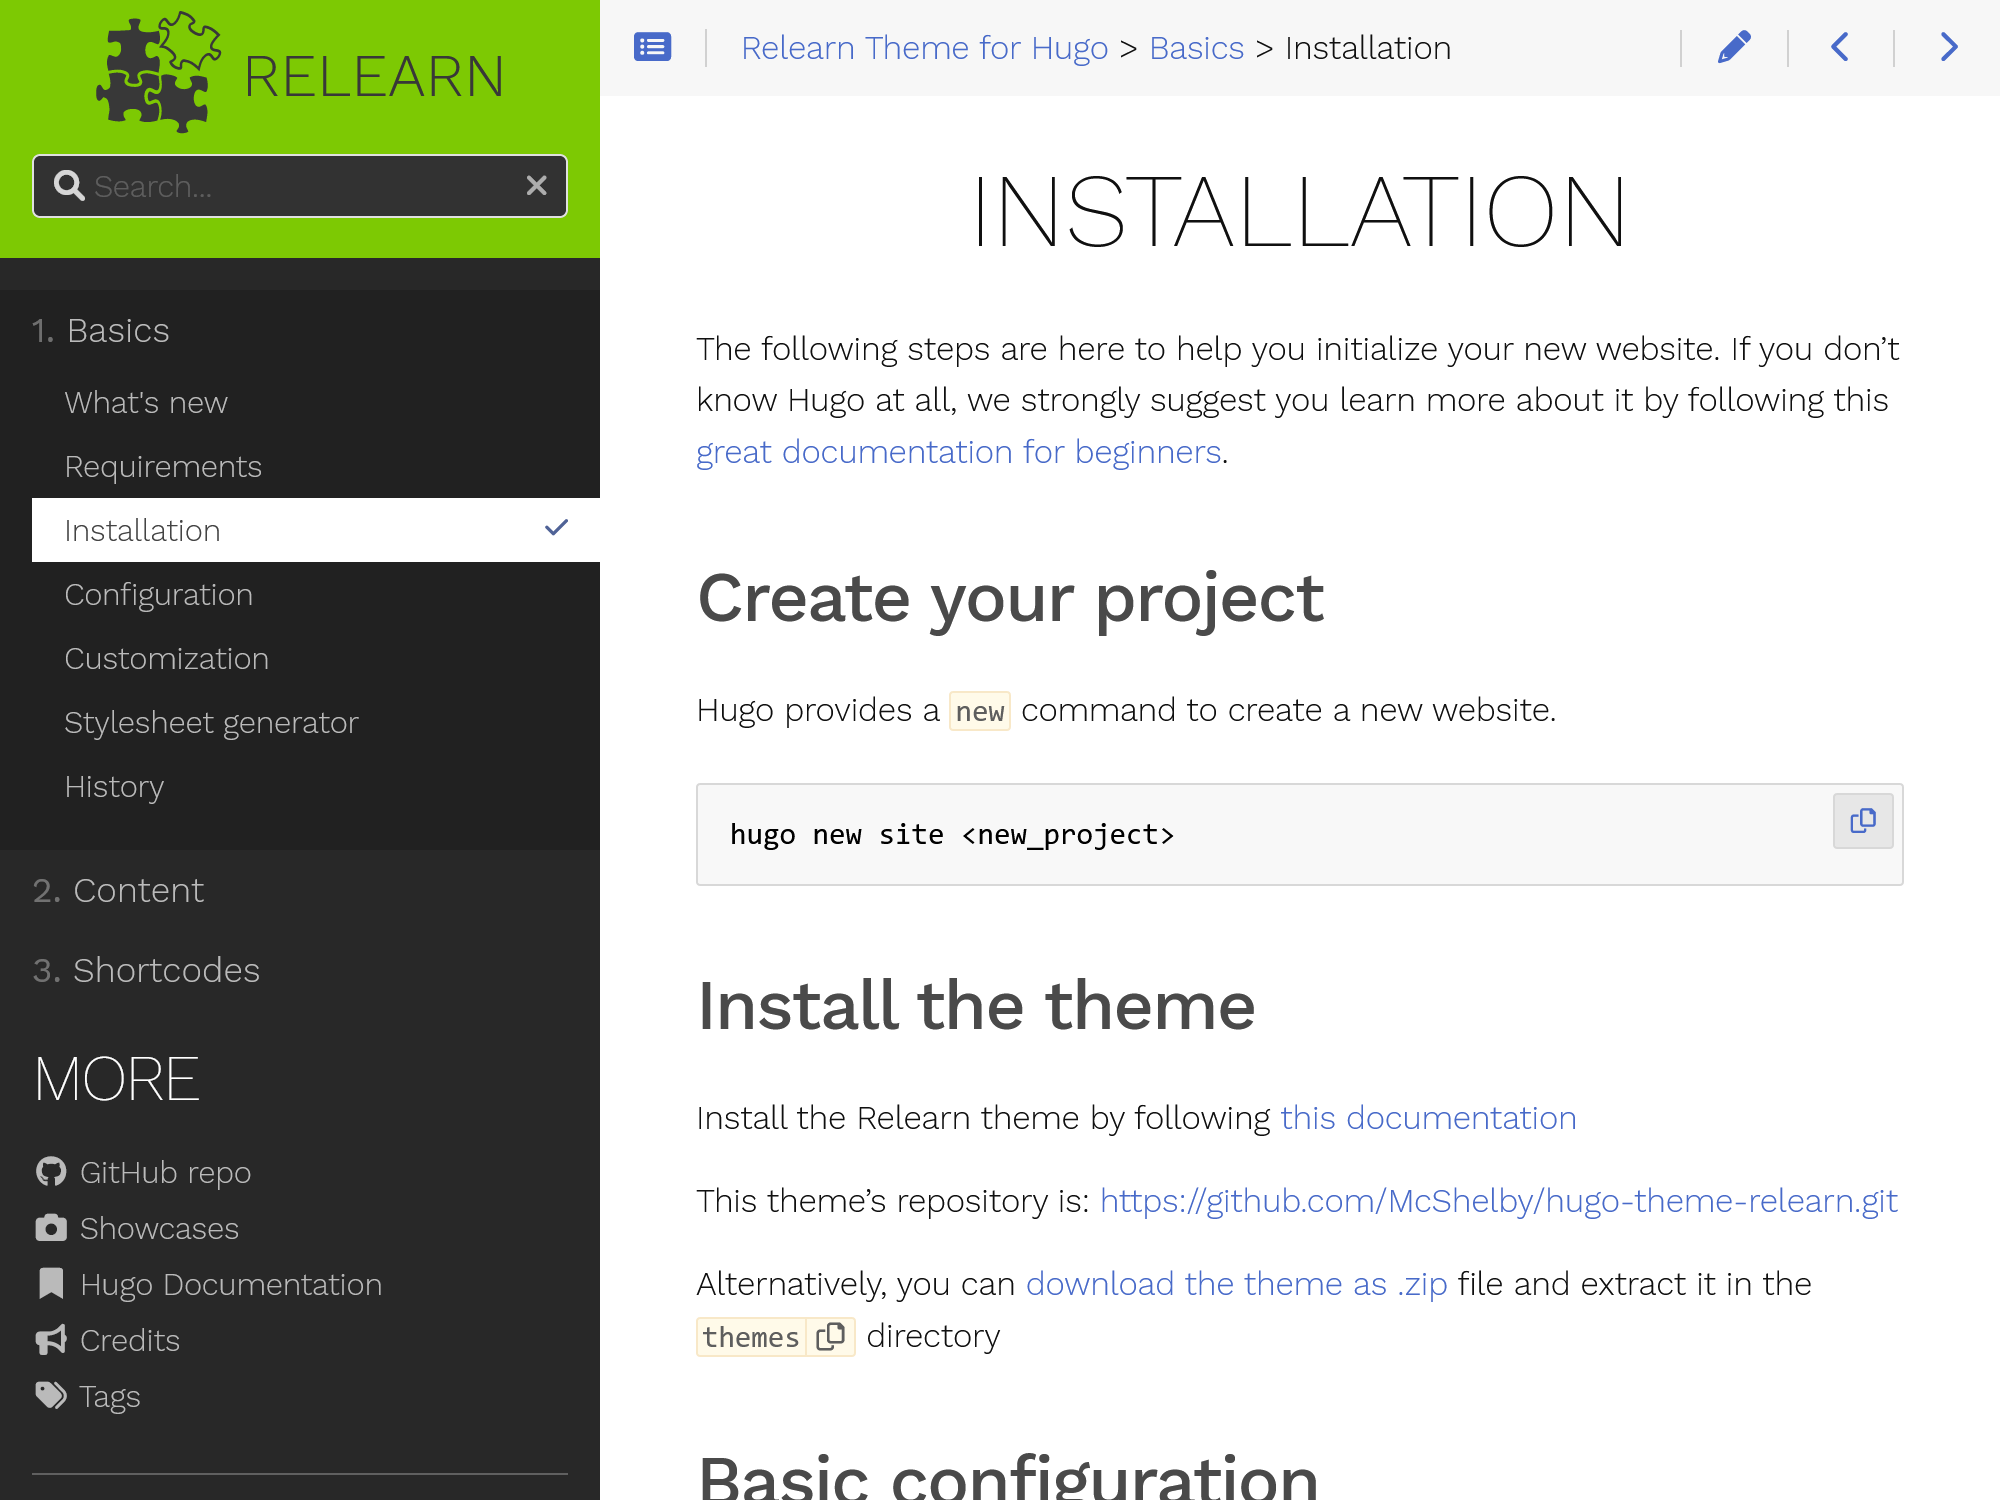 RELEARN
Search...
1. Basics
What's new
Requirements
Installation
Configuration
Customization
Stylesheet generator
History
2. Content
3. Shortcodes
MORE
GitHub repo
Showcases
Hugo Documentation
Credits
Tags
Relearn Theme for Hugo > Basics > Installation
INSTALLATION
The following steps are here to help you initialize your new website. If you don’t
know Hugo at all, we strongly suggest you learn more about it by following this
great documentation for beginners.
Create your project
Hugo provides a new command to create a new website.
hugo new site <new_project>
Install the theme
Install the Relearn theme by following this documentation
This theme’s repository is: https://github.com/McShelby/hugo-theme-relearn.git
Alternatively, you can download the theme as .zip file and extract it in the
themes directory
Basic configuration